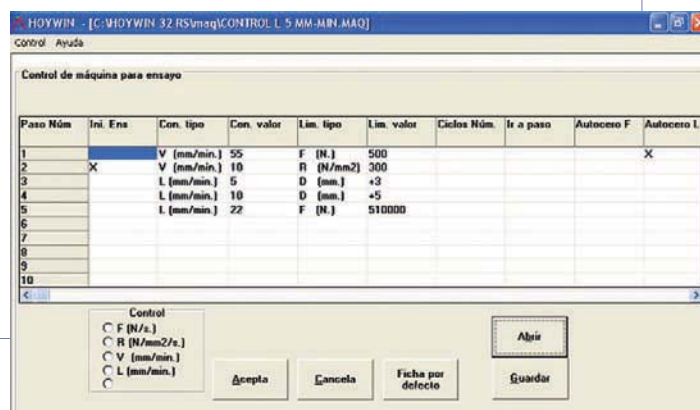 HOYWIN - [C:\HOYWIN 32 RS\maq\CONTROL L 5 MM-MIN.MAQ]
Control Ayuda
Control de máquina para ensayo
Paso Núm Ini. Ens Con. tipo Con. valor Lim. tipo Lim. valor Ciclos Núm. Ir a paso Autocero F Autocero L
1 V (mm/min.) 55 F (N.) 500 X
2 X V (mm/min.) 10 R (N/mm2) 300
3 L (mm/min.) 5 D (mm.) +3
4 L (mm/min.) 10 D (mm.) +5
5 L (mm/min.) 22 F (N.) 510000
6
7
8
9
10
Control
F (N/s.)
R (N/mm2/s.)
V (mm/min.)
L (mm/min.)
Acepta Cancela Ficha por defecto
Abrir
Guardar